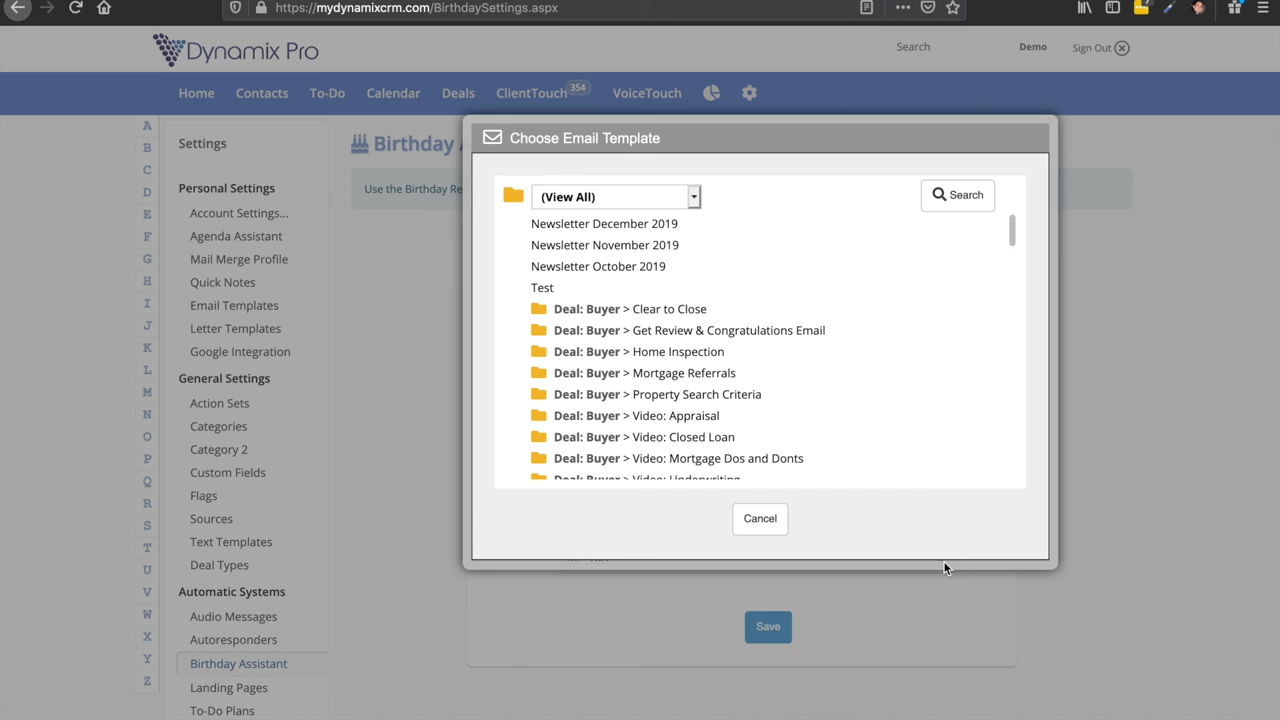 https://mydynamixcrm.com/BirthdaySettings.aspx
Dynamix Pro
Search
Demo
Sign Out
Home
Contacts
To-Do
Calendar
Deals
ClientTouch 354
VoiceTouch
A
B
C
D
E
F
G
H
I
J
K
L
M
N
O
P
Q
R
S
T
U
V
W
X
Y
Z
Settings
Personal Settings
Account Settings...
Agenda Assistant
Mail Merge Profile
Quick Notes
Email Templates
Letter Templates
Google Integration
General Settings
Action Sets
Categories
Category 2
Custom Fields
Flags
Sources
Text Templates
Deal Types
Automatic Systems
Audio Messages
Autoresponders
Birthday Assistant
Landing Pages
To-Do Plans
Birthday A
Use the Birthday Re
Choose Email Template
(View All)
Search
Newsletter December 2019
Newsletter November 2019
Newsletter October 2019
Test
Deal: Buyer > Clear to Close
Deal: Buyer > Get Review & Congratulations Email
Deal: Buyer > Home Inspection
Deal: Buyer > Mortgage Referrals
Deal: Buyer > Property Search Criteria
Deal: Buyer > Video: Appraisal
Deal: Buyer > Video: Closed Loan
Deal: Buyer > Video: Mortgage Dos and Donts
Deal: Buyer > Video: Underwriting
Cancel
Save